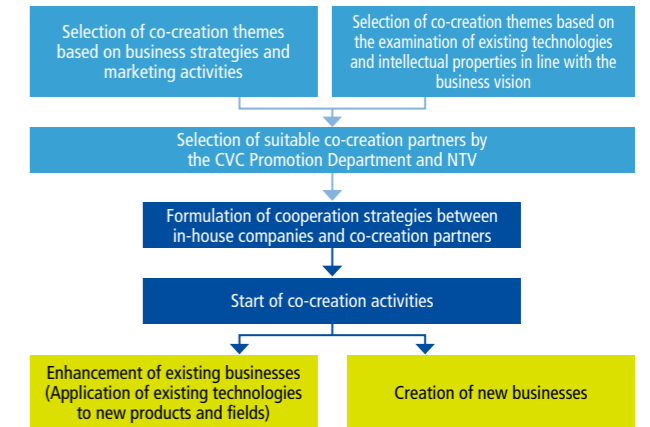 Selection of co-creation themes
based on business strategies and
marketing activities
Selection of co-creation themes based on
the examination of existing technologies
and intellectual properties in line with the
business vision
Selection of suitable co-creation partners by
the CVC Promotion Department and NTV
Formulation of cooperation strategies between
in-house companies and co-creation partners
Start of co-creation activities
Enhancement of existing businesses
(Application of existing technologies
to new products and fields)
Creation of new businesses